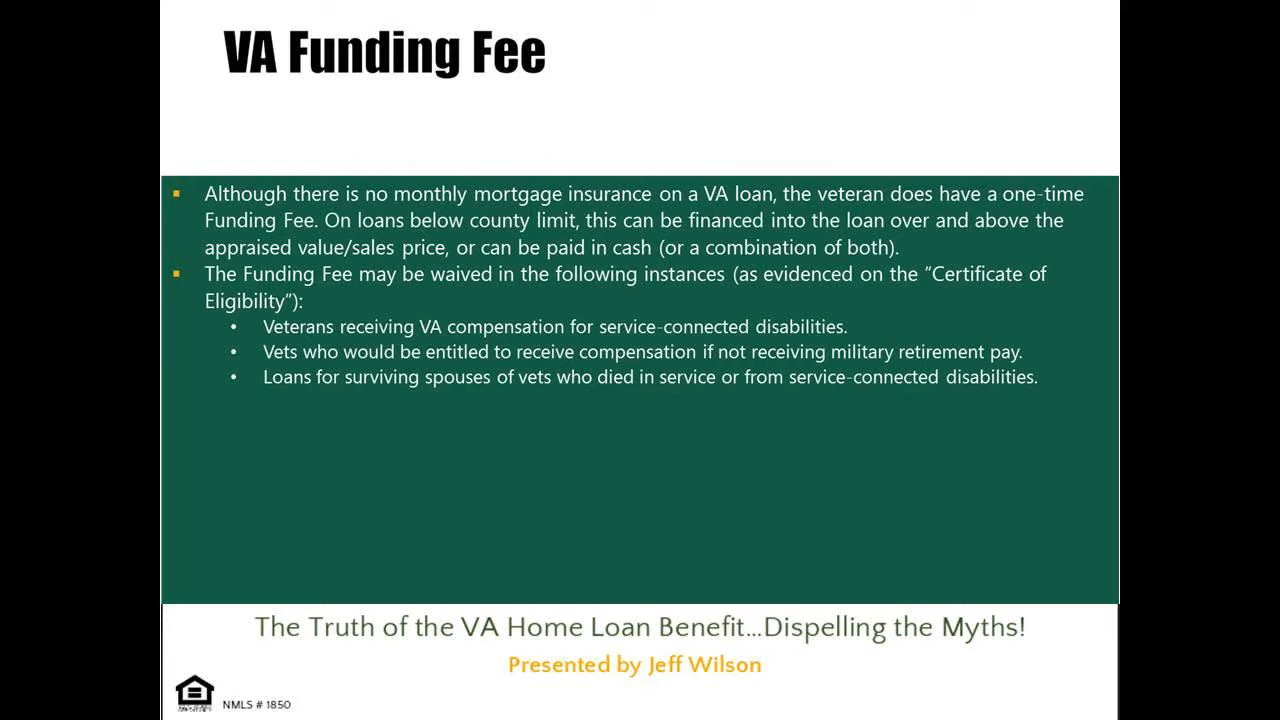 VA Funding Fee
▪ Although there is no monthly mortgage insurance on a VA loan, the veteran does have a one-time
Funding Fee. On loans below county limit, this can be financed into the loan over and above the
appraised value/sales price, or can be paid in cash (or a combination of both).
▪ The Funding Fee may be waived in the following instances (as evidenced on the “Certificate of
Eligibility”):
• Veterans receiving VA compensation for service-connected disabilities.
• Vets who would be entitled to receive compensation if not receiving military retirement pay.
• Loans for surviving spouses of vets who died in service or from service-connected disabilities.
The Truth of the VA Home Loan Benefit...Dispelling the Myths!
Presented by Jeff Wilson
NMLS # 1850